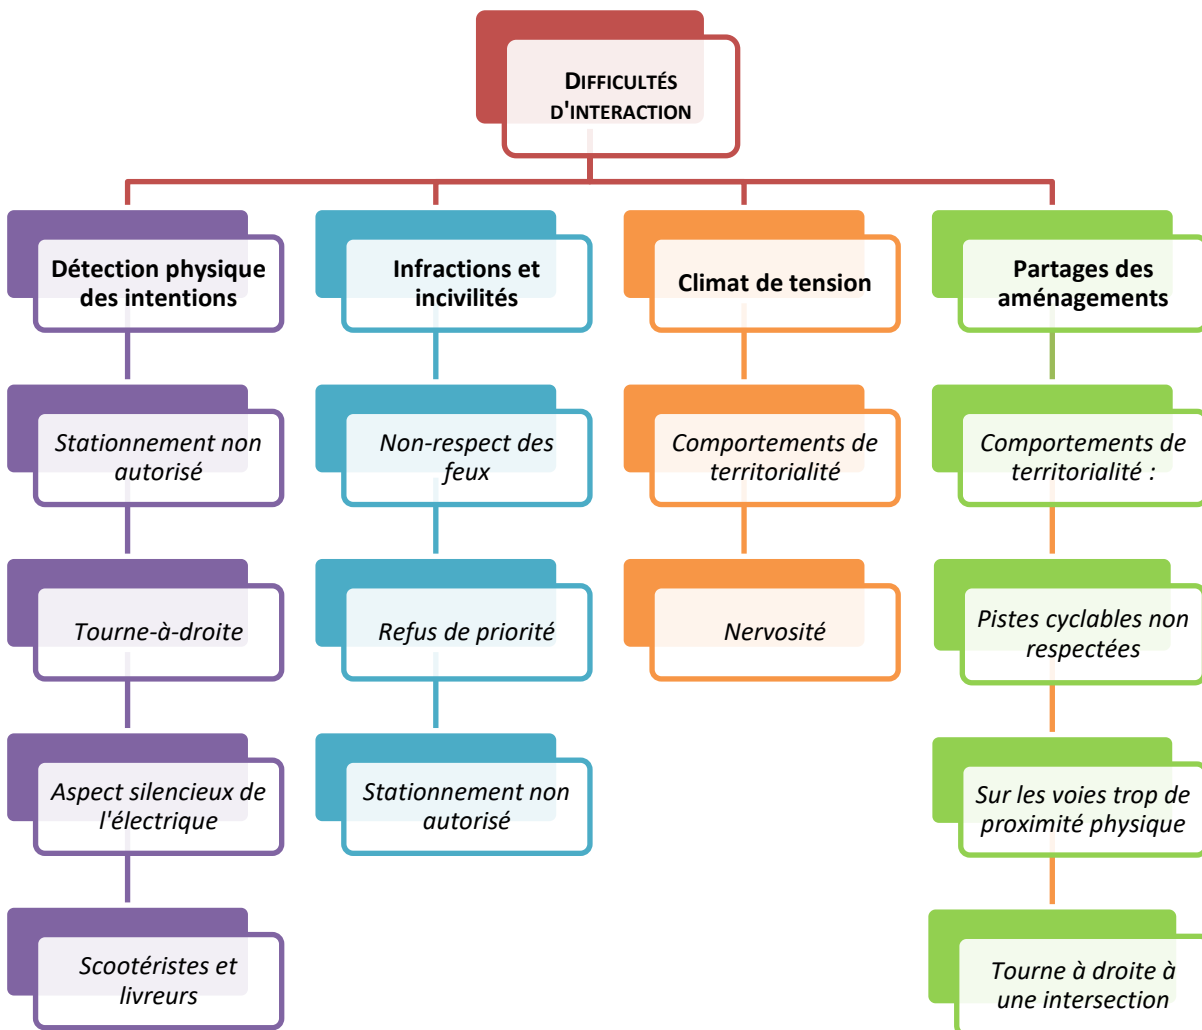 DIFFICULTÉS
D'INTERACTION
Détection physique
des intentions
Stationnement non
autorisé
Tourne-à-droite
Aspect silencieux de
l'électrique
Scootéristes et
livreurs
Infractions et
incivilités
Non-respect des
feux
Refus de priorité
Stationnement non
autorisé
Climat de tension
Comportements de
territorialité
Nervosité
Partages des
aménagements
Comportements de
territorialité :
Pistes cyclables non
respectées
Sur les voies trop de
proximité physique
Tourne à droite à
une intersection